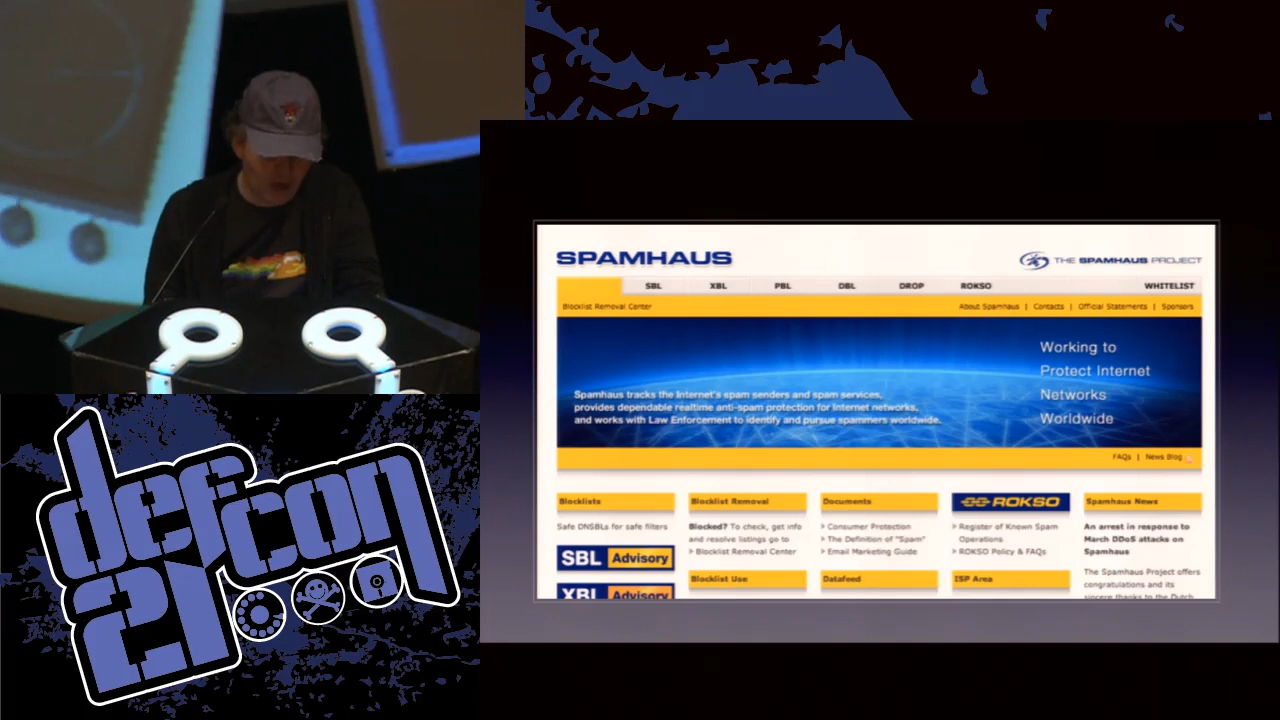 SPAMHAUS
THE SPAMHAUS PROJECT
SBL XBL PBL DBL DROP ROKSO WHITELIST
Blocklist Removal Center
About Spamhaus | Contacts | Official Statements | Sponsors
Working to
Protect Internet
Networks
Worldwide
Spamhaus tracks the Internet's spam senders and spam services,
provides dependable realtime anti-spam protection for Internet networks,
and works with Law Enforcement to identify and pursue spammers worldwide.
FAQs | News Blog
Blocklists
Safe DNSBLs for safe filters
SBL Advisory
XBL Advisory
Blocklist Removal
Blocked? To check, get info
and resolve listings go to
> Blocklist Removal Center
Blocklist Use
Documents
> Consumer Protection
> The Definition of "Spam"
> Email Marketing Guide
Datafeed
ROKSO
> Register of Known Spam
Operations
> ROKSO Policy & FAQs
ISP Area
Spamhaus News
An arrest in response to
March DDoS attacks on
Spamhaus
The Spamhaus Project offers
congratulations and its
sincere thanks to the Dutch
defcon
21